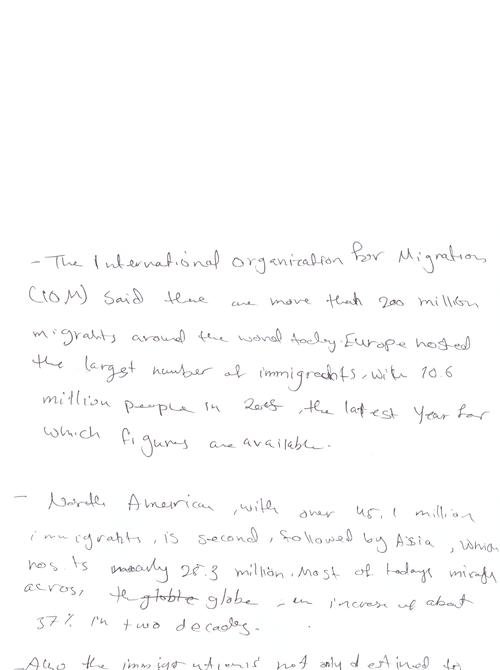 - The International Organization for Migration
(IOM) Said there are more than 200 million
migrants around the world today. Europe hosted
the largest number of immigrants, with 70.6
million people in 2005, the latest Year for
which figures are available.
- North American, with over 45.1 million
immigrants, is second, followed by Asia, which
hosts nearly 25.3 million. Most of todays
across, the globe globe - an increase of about
37% in two decades.
- Also the not only destined to